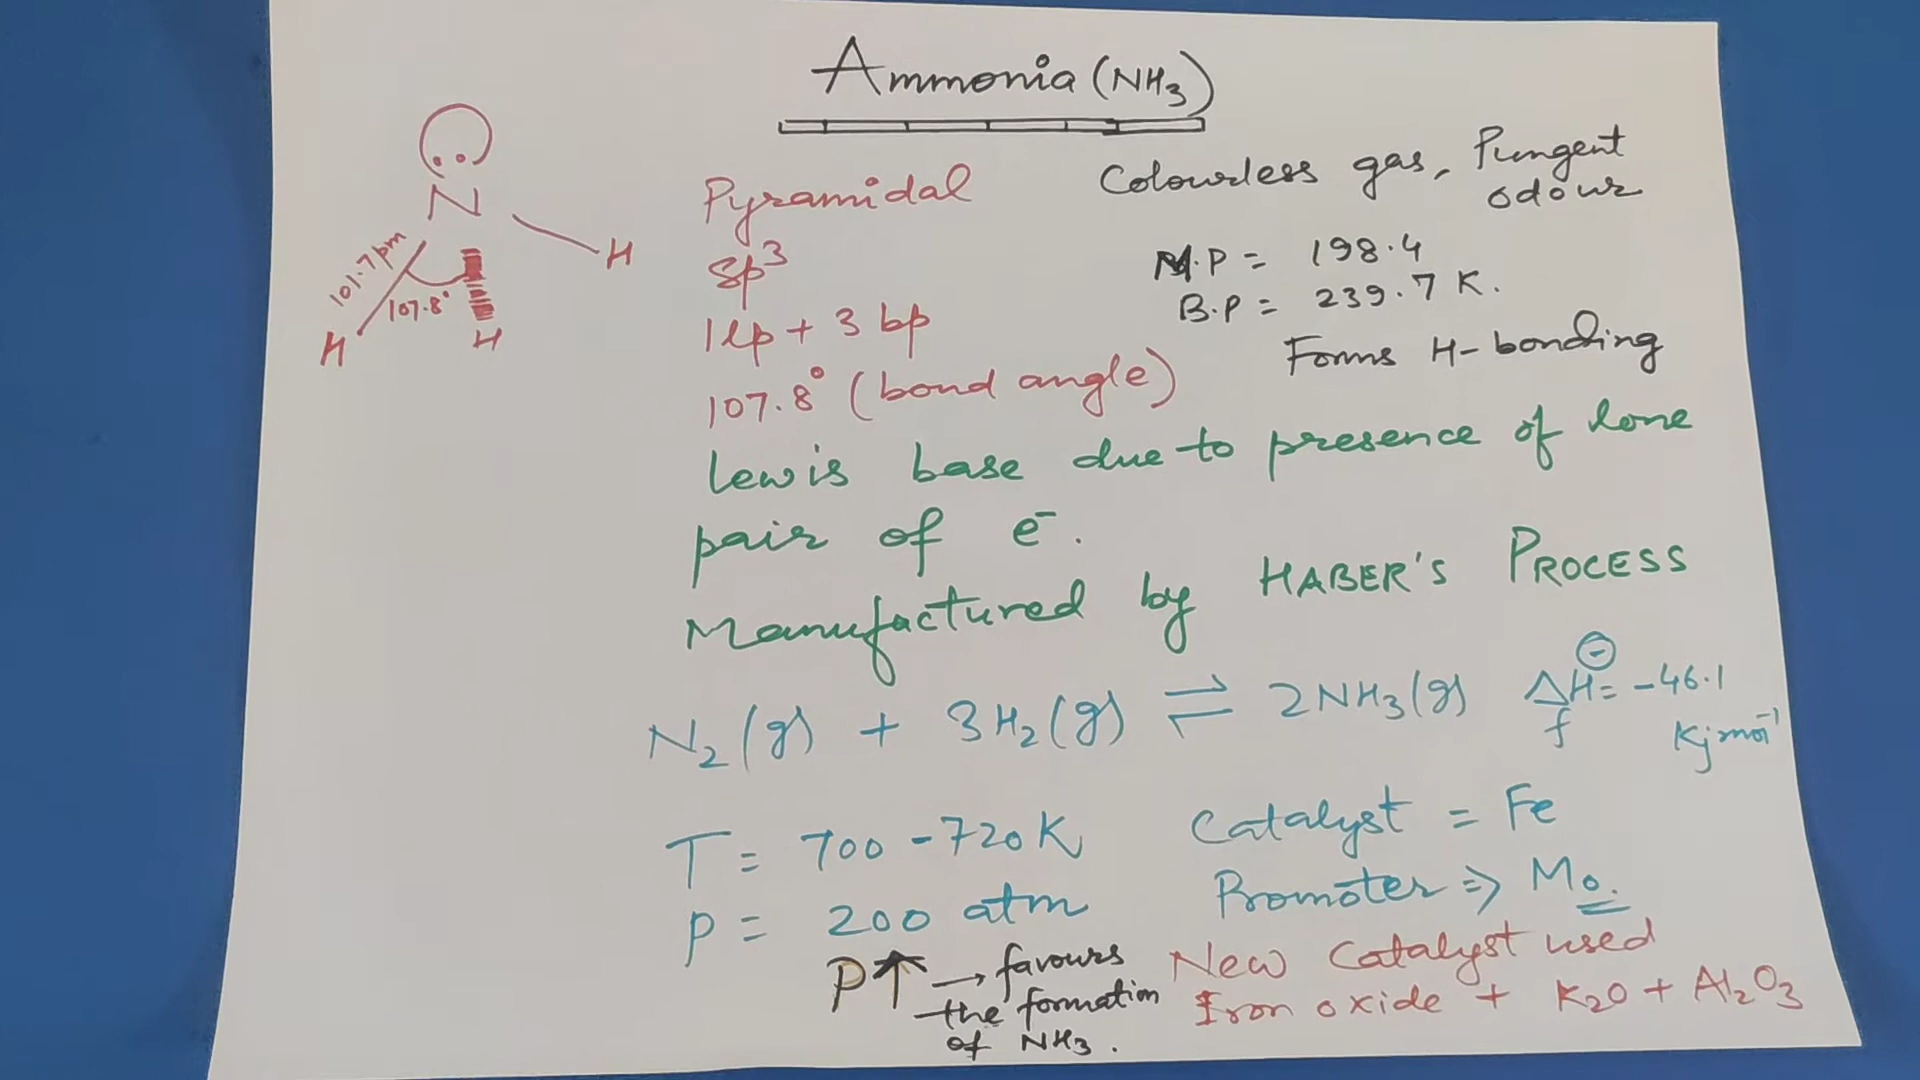 Ammonia (NH3)
N
H
H
H
101.7pm
107.8°
Pyramidal
sp³
1lp + 3 bp
107.8° (bond angle)
Colourless gas, Pungent
odour
M.P = 198.4
B.P = 239.7 K.
Forms H-bonding
Lewis base due to presence of lone
pair of e⁻.
Manufactured by HABER'S PROCESS
N₂(g) + 3H₂(g) ⇌ 2NH₃(g) ΔfH⊖ = -46.1
Kj mol⁻¹
T = 700-720K
P = 200 atm
Catalyst = Fe
Promoter => Mo.
P↑ → favours
the formation
of NH3.
New Catalyst used
Iron oxide + K2O + Al2O3